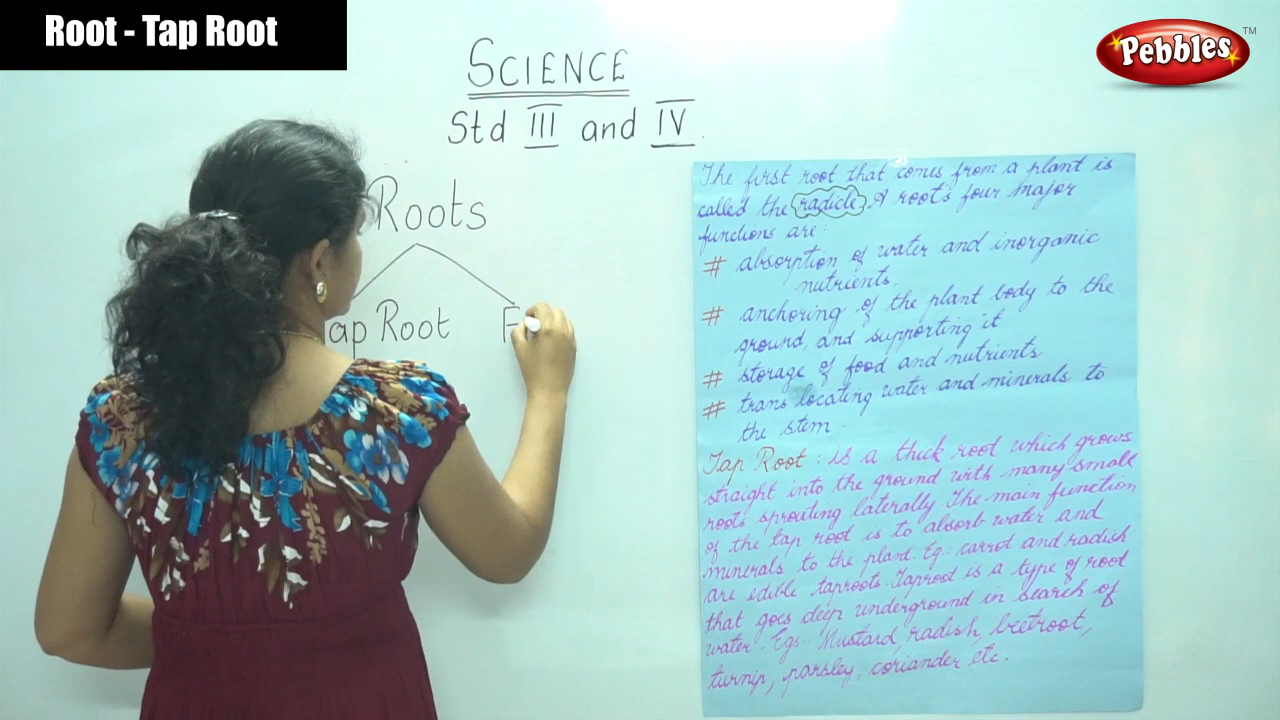 Root - Tap Root
Pebbles TM
SCIENCE
Std III and IV.
Roots
ap Root F
The first root that comes from a plant is
called the radicle. A root's four major
functions are:
# absorption of water and inorganic
nutrients.
# anchoring of the plant body to the
ground, and supporting it
# storage of food and nutrients
# trans locating water and minerals to
the stem.
Tap Root : is a thick root which grows
straight into the ground with many small
roots sprouting laterally. The main function
of the tap root is to absorb water and
minerals to the plant. Eg: carrot and radish
are edible taproots. Taproot is a type of root
that goes deep underground in search of
water. Egs: Mustard, radish, beetroot,
turnip, parsley, coriander etc.